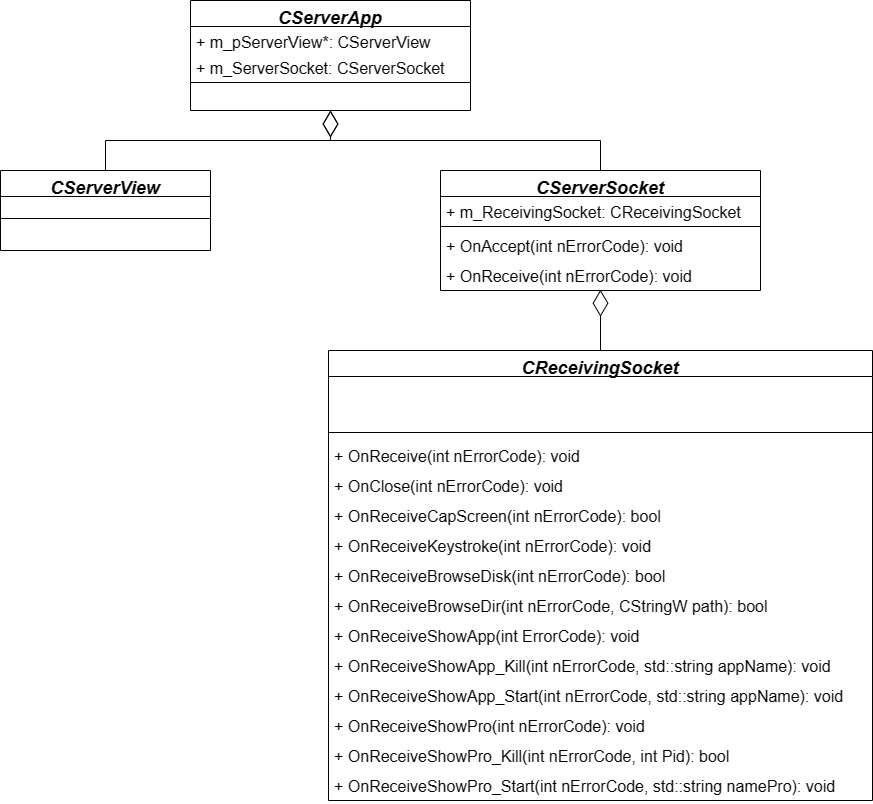 CServerApp
+ m_pServerView*: CServerView
+ m_ServerSocket: CServerSocket
CServerView
CServerSocket
+ m_ReceivingSocket: CReceivingSocket
+ OnAccept(int nErrorCode): void
+ OnReceive(int nErrorCode): void
CReceivingSocket
+ OnReceive(int nErrorCode): void
+ OnClose(int nErrorCode): void
+ OnReceiveCapScreen(int nErrorCode): bool
+ OnReceiveKeystroke(int nErrorCode): void
+ OnReceiveBrowseDisk(int nErrorCode): bool
+ OnReceiveBrowseDir(int nErrorCode, CStringW path): bool
+ OnReceiveShowApp(int ErrorCode): void
+ OnReceiveShowApp_Kill(int nErrorCode, std::string appName): void
+ OnReceiveShowApp_Start(int nErrorCode, std::string appName): void
+ OnReceiveShowPro(int nErrorCode): void
+ OnReceiveShowPro_Kill(int nErrorCode, int Pid): bool
+ OnReceiveShowPro_Start(int nErrorCode, std::string namePro): void